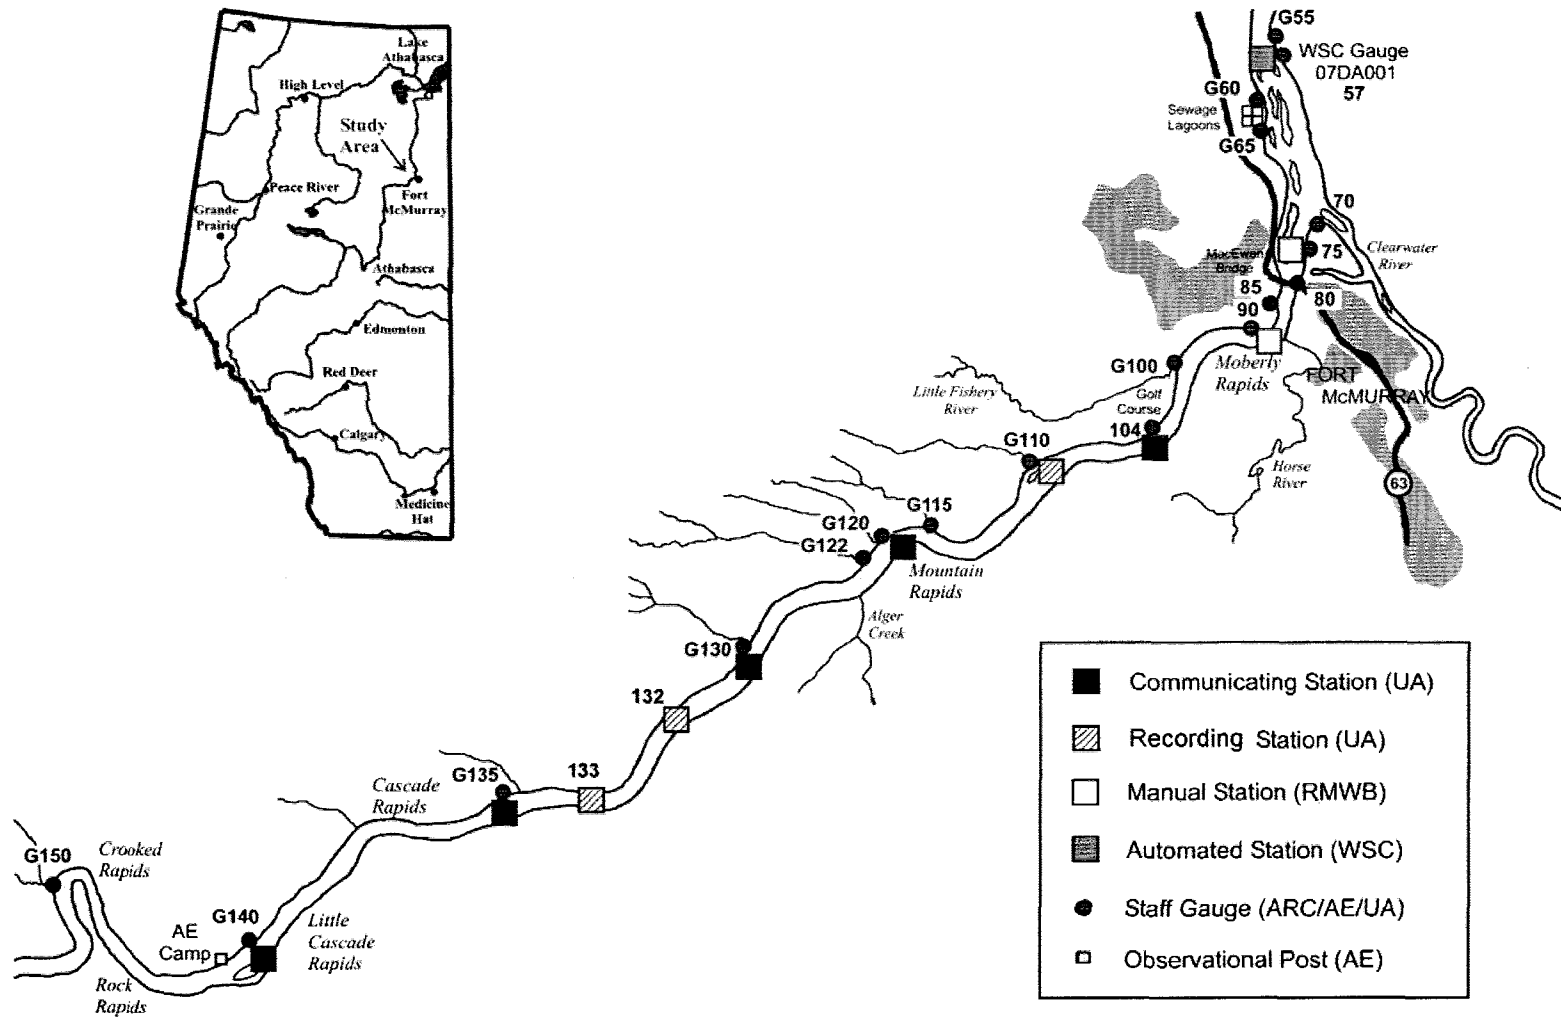 Lake
Athabasca
High Level
Study
Area
Peace River
Fort
McMurray
Grande
Prairie
Athabasca
Edmonton
Red Deer
Calgary
Medicine
Hat
G55
WSC Gauge
07DA001
57
G60
Sewage
Lagoons
G65
70
Clearwater
River
75
MacEwen
Bridge
85
80
90
Moberly
Rapids
FORT
McMURRAY
G100
Little Fishery
River
Golf
Course
104
G110
Horse
River
63
G115
G120
G122
Mountain
Rapids
Alger
Creek
G130
132
133
G135
Cascade
Rapids
Crooked
Rapids
G150
G140
AE
Camp
Little
Cascade
Rapids
Rock
Rapids
Communicating Station (UA)
Recording Station (UA)
Manual Station (RMWB)
Automated Station (WSC)
Staff Gauge (ARC/AE/UA)
Observational Post (AE)